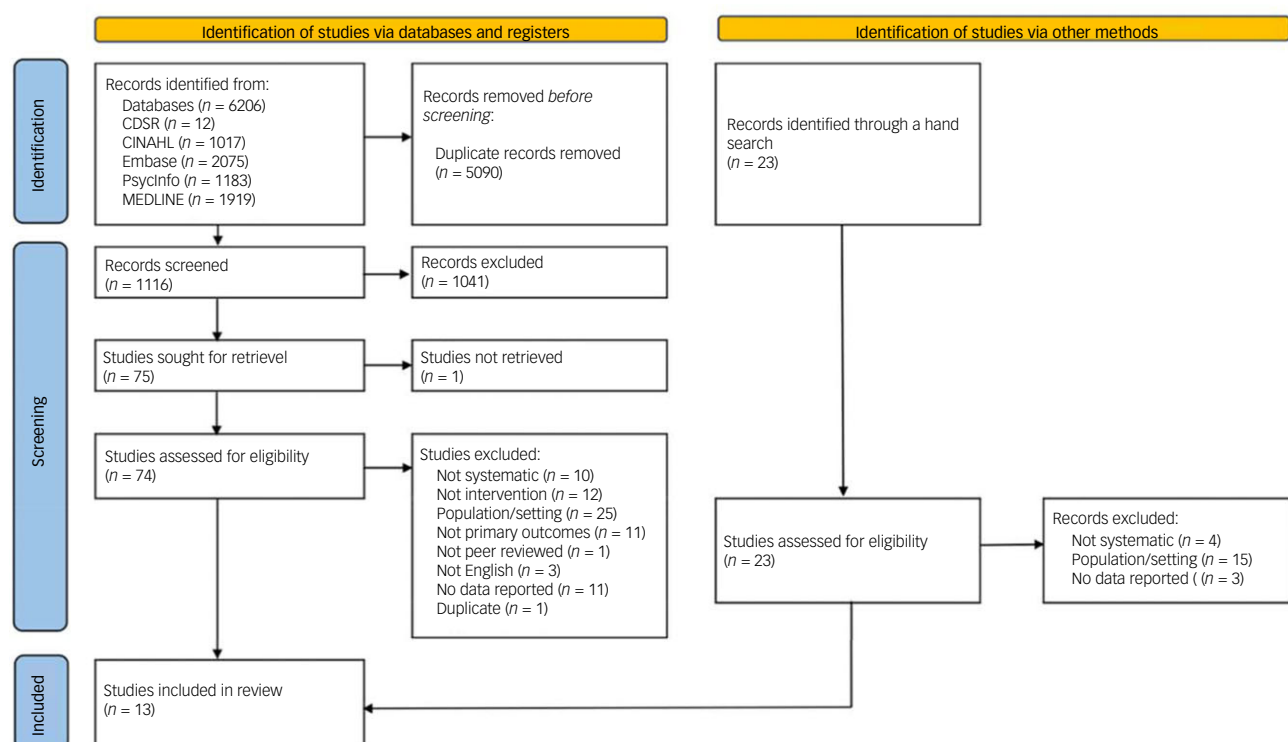 Identification of studies via databases and registers
Identification of studies via other methods
Identification
Records identified from:
Databases (n = 6206)
CDSR (n = 12)
CINAHL (n = 1017)
Embase (n = 2075)
PsycInfo (n = 1183)
MEDLINE (n = 1919)
Records removed before
screening:
Duplicate records removed
(n = 5090)
Records identified through a hand
search
(n = 23)
Screening
Records screened
(n = 1116)
Records excluded
(n = 1041)
Studies sought for retrievel
(n = 75)
Studies not retrieved
(n = 1)
Studies assessed for eligibility
(n = 74)
Studies excluded:
Not systematic (n = 10)
Not intervention (n = 12)
Population/setting (n = 25)
Not primary outcomes (n = 11)
Not peer reviewed (n = 1)
Not English (n = 3)
No data reported (n = 11)
Duplicate (n = 1)
Studies assessed for eligibility
(n = 23)
Records excluded:
Not systematic (n = 4)
Population/setting (n = 15)
No data reported ( (n = 3)
Included
Studies included in review
(n = 13)